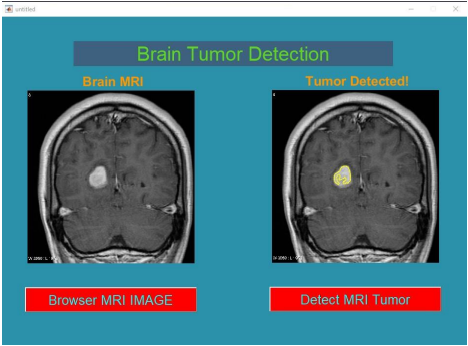 untitled
Brain Tumor Detection
Brain MRI
Tumor Detected!
Browser MRI IMAGE
Detect MRI Tumor